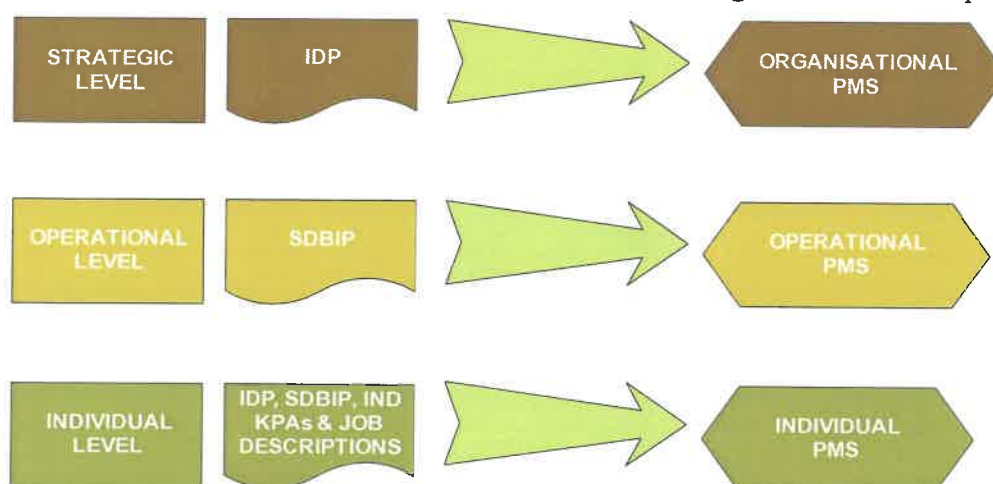 STRATEGIC
LEVEL
IDP
ORGANISATIONAL
PMS
OPERATIONAL
LEVEL
SDBIP
OPERATIONAL
PMS
INDIVIDUAL
LEVEL
IDP, SDBIP, IND
KPAs & JOB
DESCRIPTIONS
INDIVIDUAL
PMS